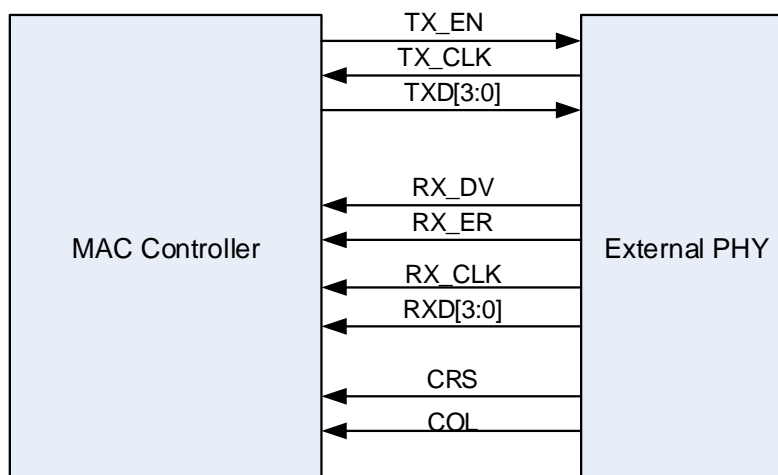 TX_EN
TX_CLK
TXD[3:0]
RX_DV
RX_ER
MAC Controller
External PHY
RX_CLK
RXD[3:0]
CRS
COL